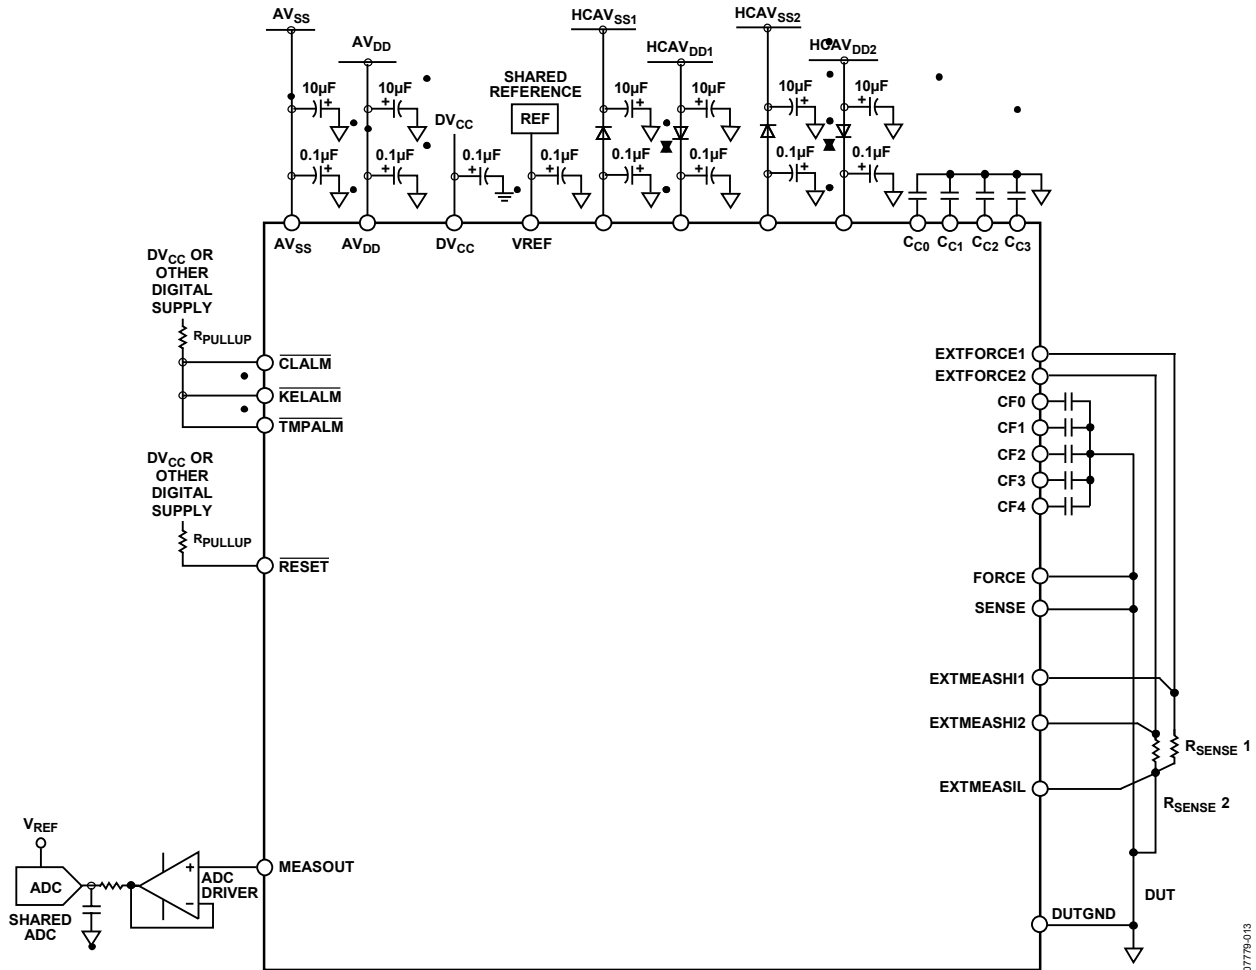 AVSS
AVDD
10µF
+
10µF
+
0.1µF
+
0.1µF
+
DVCC
0.1µF
+
SHARED
REFERENCE
REF
0.1µF
+
HCAVSS1
HCAVDD1
10µF
+
10µF
+
0.1µF
+
0.1µF
+
HCAVSS2
HCAVDD2
10µF
+
10µF
+
0.1µF
+
0.1µF
+
AVSS
AVDD
DVCC
VREF
CC0
CC1
CC2
CC3
DVCC OR
OTHER
DIGITAL
SUPPLY
RPULLUP
CLALM
KELALM
TMPALM
DVCC OR
OTHER
DIGITAL
SUPPLY
RPULLUP
RESET
VREF
ADC
SHARED
ADC
+
–
ADC
DRIVER
MEASOUT
EXTFORCE1
EXTFORCE2
CF0
CF1
CF2
CF3
CF4
FORCE
SENSE
EXTMEASHI1
EXTMEASHI2
EXTMEASIL
RSENSE 1
RSENSE 2
DUT
DUTGND
07779-013